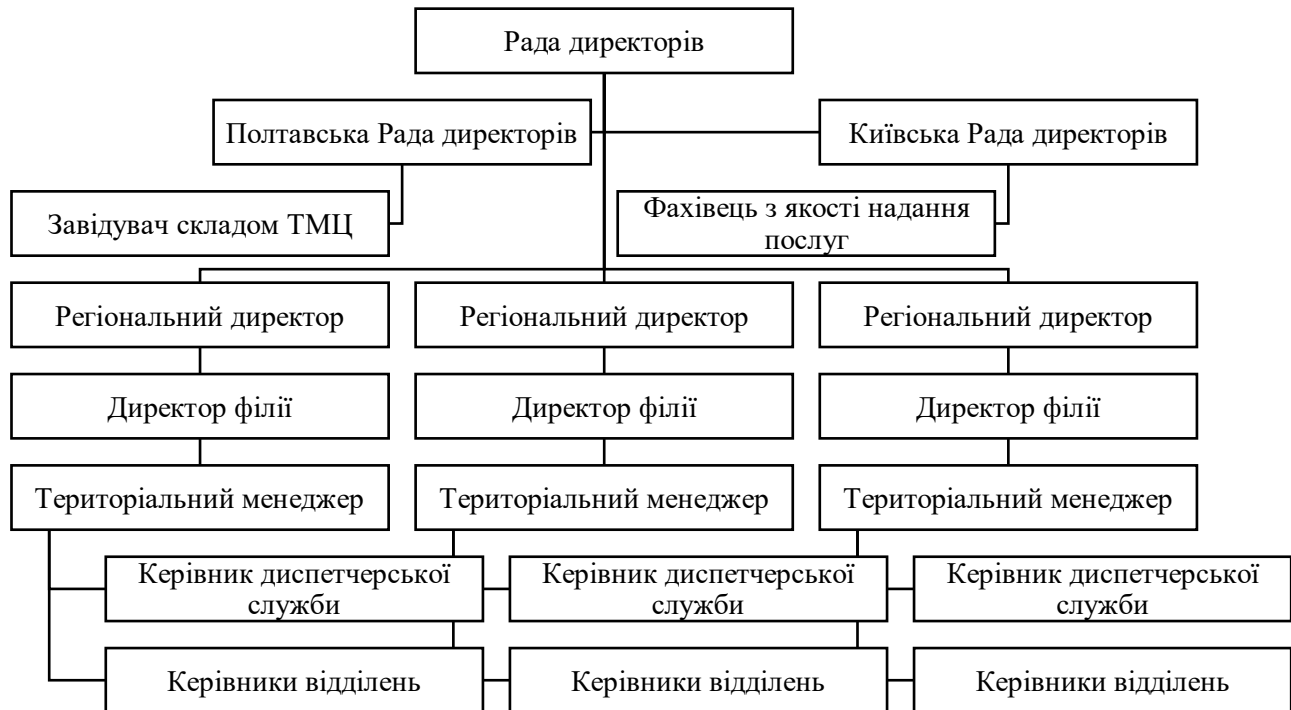 Рада директорів
Полтавська Рада директорів
Київська Рада директорів
Завідувач складом ТМЦ
Фахівець з якості надання
послуг
Регіональний директор
Регіональний директор
Регіональний директор
Директор філії
Директор філії
Директор філії
Територіальний менеджер
Територіальний менеджер
Територіальний менеджер
Керівник диспетчерської
служби
Керівник диспетчерської
служби
Керівник диспетчерської
служби
Керівники відділень
Керівники відділень
Керівники відділень